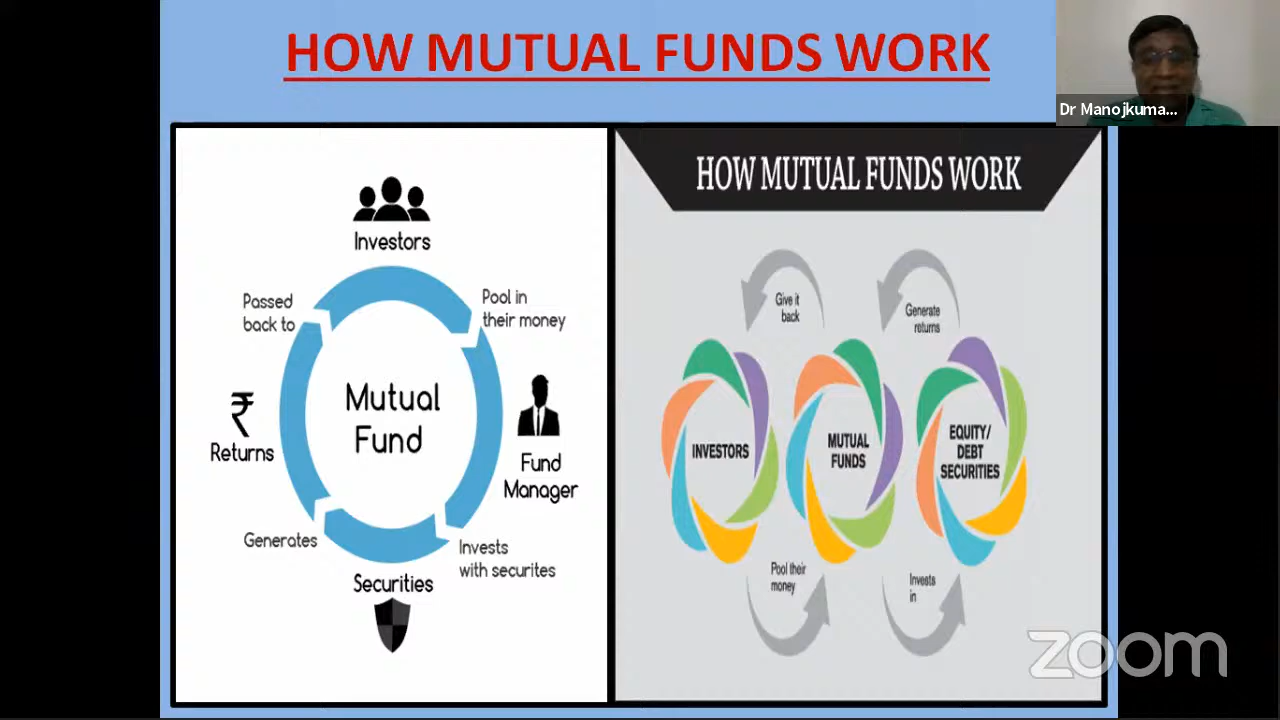 HOW MUTUAL FUNDS WORK
Dr Manojkuma...
Investors
Passed
back to
Pool in
their money
₹
Returns
Mutual
Fund
Fund
Manager
Generates
Invests
with securites
Securities
HOW MUTUAL FUNDS WORK
Give it
back
Generate
returns
INVESTORS
MUTUAL
FUNDS
EQUITY/
DEBT
SECURITIES
Pool their
money
Invests
in
zoom